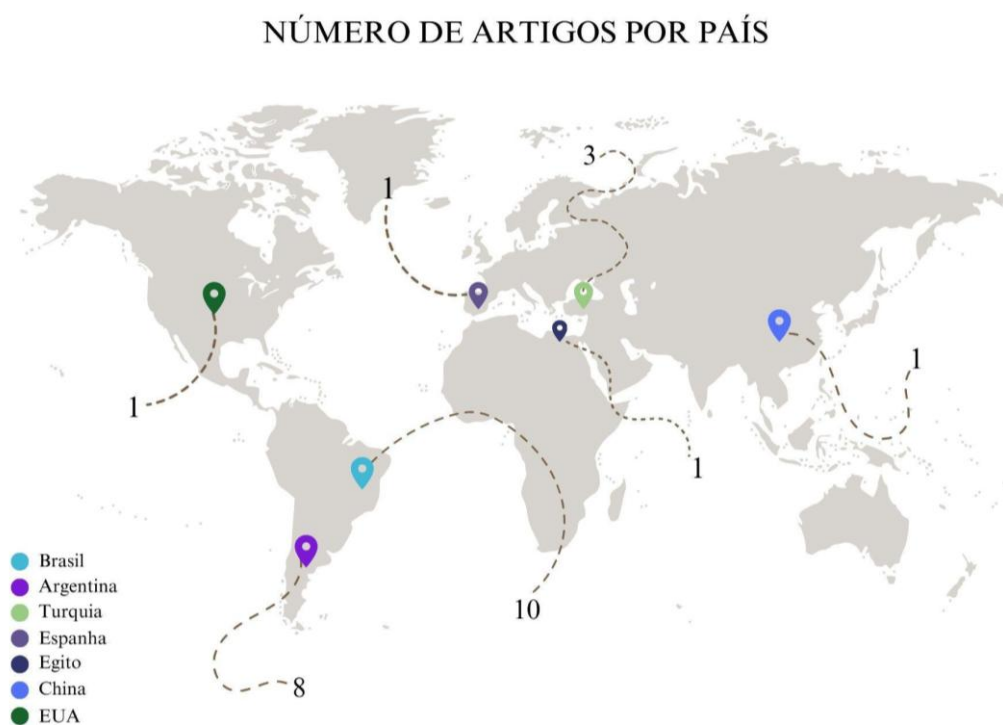 NÚMERO DE ARTIGOS POR PAÍS
3
1
1
1
1
10
8
Brasil
Argentina
Turquia
Espanha
Egito
China
EUA